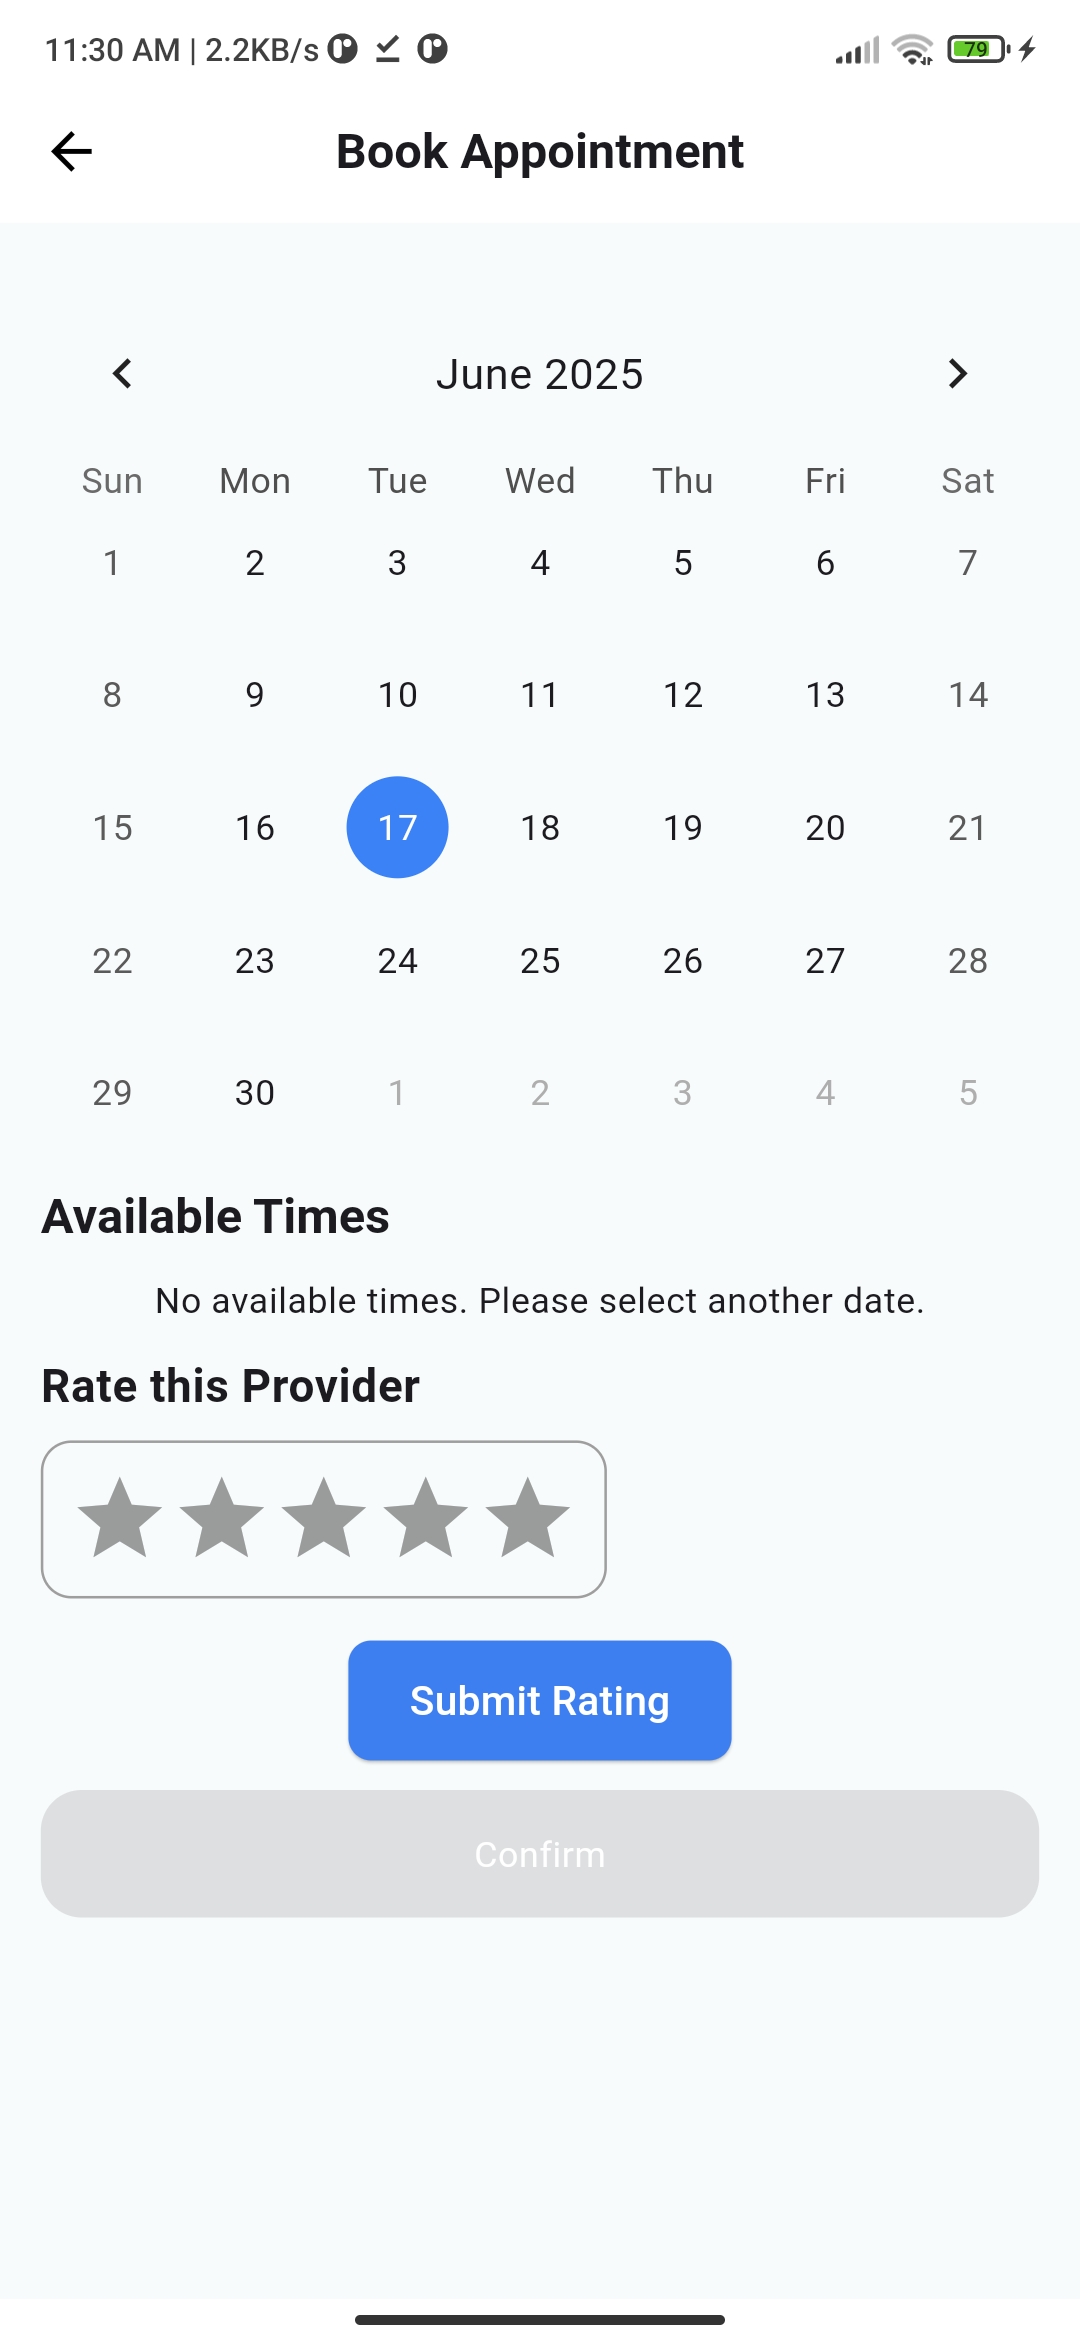 11:30 AM | 2.2KB/s 79
Book Appointment
June 2025
Sun Mon Tue Wed Thu Fri Sat
1 2 3 4 5 6 7
8 9 10 11 12 13 14
15 16 17 18 19 20 21
22 23 24 25 26 27 28
29 30 1 2 3 4 5
Available Times
No available times. Please select another date.
Rate this Provider
Submit Rating
Confirm